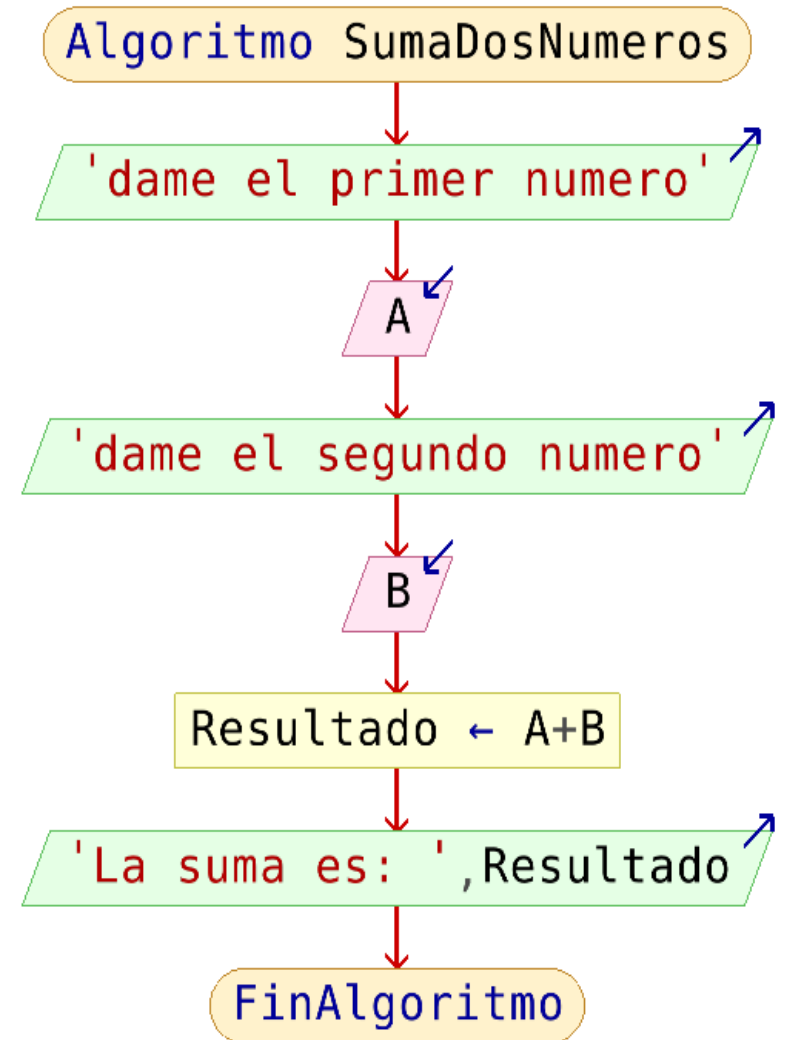 Algoritmo SumaDosNumeros
'dame el primer numero'
A
'dame el segundo numero'
B
Resultado ← A+B
'La suma es: ',Resultado
FinAlgoritmo